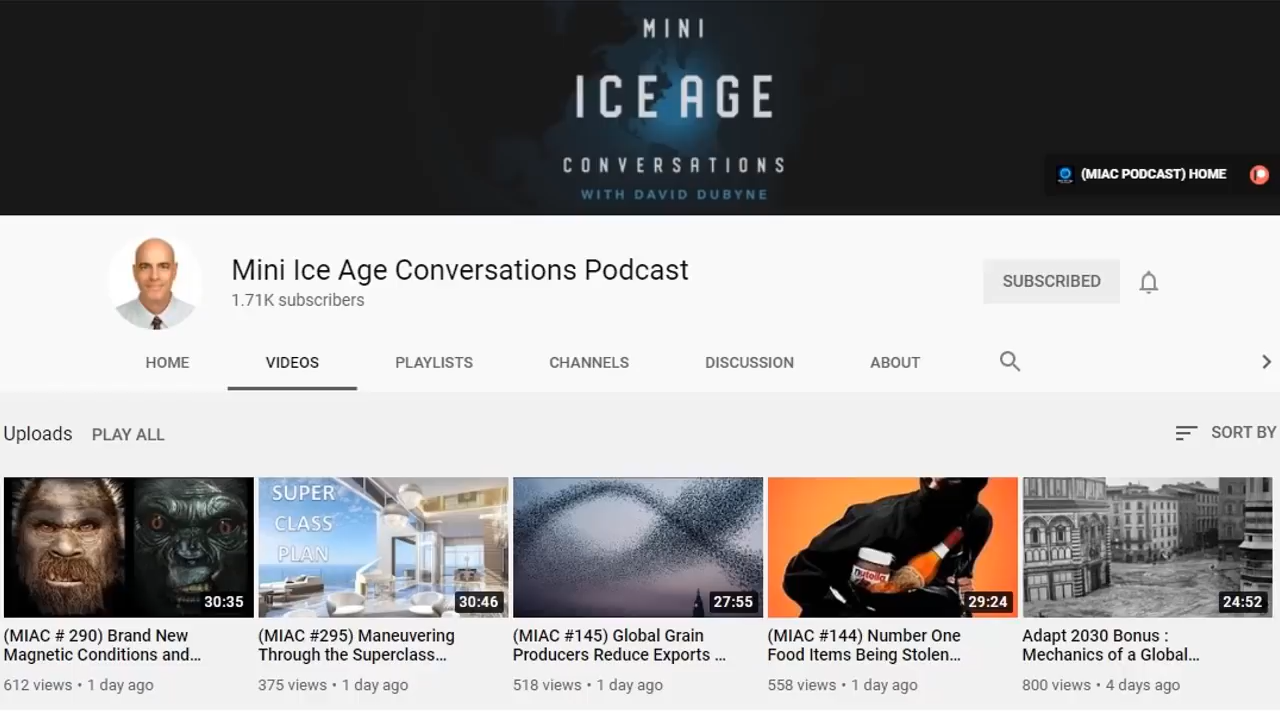 MINI
ICE AGE
CONVERSATIONS
WITH DAVID DUBYNE
(MIAC PODCAST) HOME
Mini Ice Age Conversations Podcast
1.71K subscribers
SUBSCRIBED
HOME
VIDEOS
PLAYLISTS
CHANNELS
DISCUSSION
ABOUT
Uploads
PLAY ALL
SORT BY
30:35
(MIAC # 290) Brand New
Magnetic Conditions and...
612 views • 1 day ago
SUPER
CLASS
PLAN
30:46
(MIAC #295) Maneuvering
Through the Superclass...
375 views • 1 day ago
27:55
(MIAC #145) Global Grain
Producers Reduce Exports ...
518 views • 1 day ago
nutella
29:24
(MIAC #144) Number One
Food Items Being Stolen...
558 views • 1 day ago
24:52
Adapt 2030 Bonus :
Mechanics of a Global...
800 views • 4 days ago